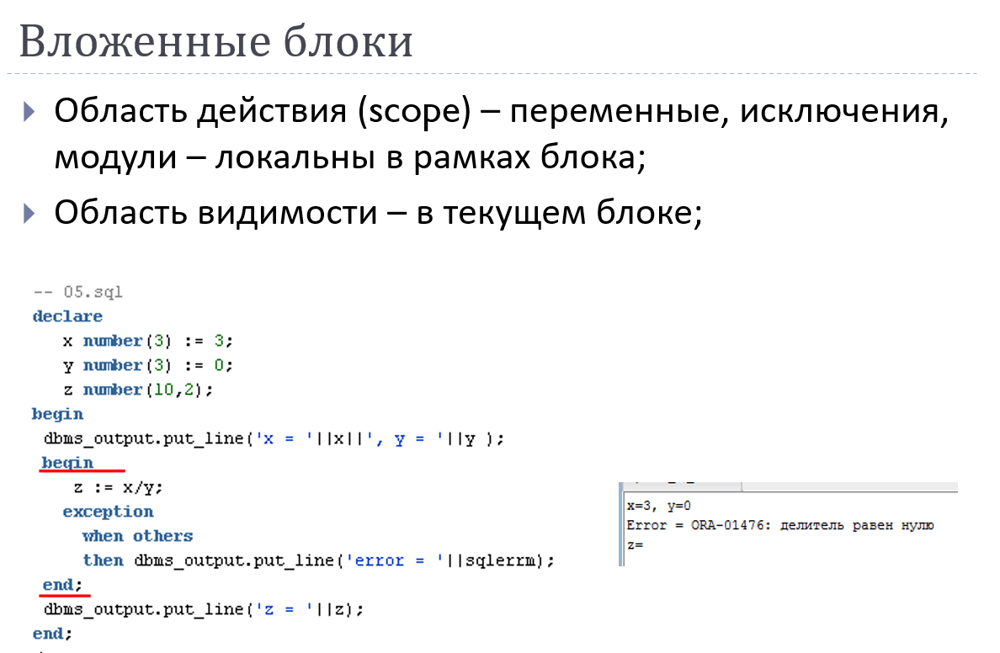 Вложенные блоки
Область действия (scope) – переменные, исключения,
модули – локальны в рамках блока;
Область видимости – в текущем блоке;
-- 05.sql
declare
x number(3) := 3;
y number(3) := 0;
z number(10,2);
begin
dbms_output.put_line('x = '||x||', y = '||y );
begin
z := x/y;
exception
when others
then dbms_output.put_line('error = '||sqlerrm);
end;
dbms_output.put_line('z = '||z);
end;
x=3, y=0
Error = ORA-01476: делитель равен нулю
z=